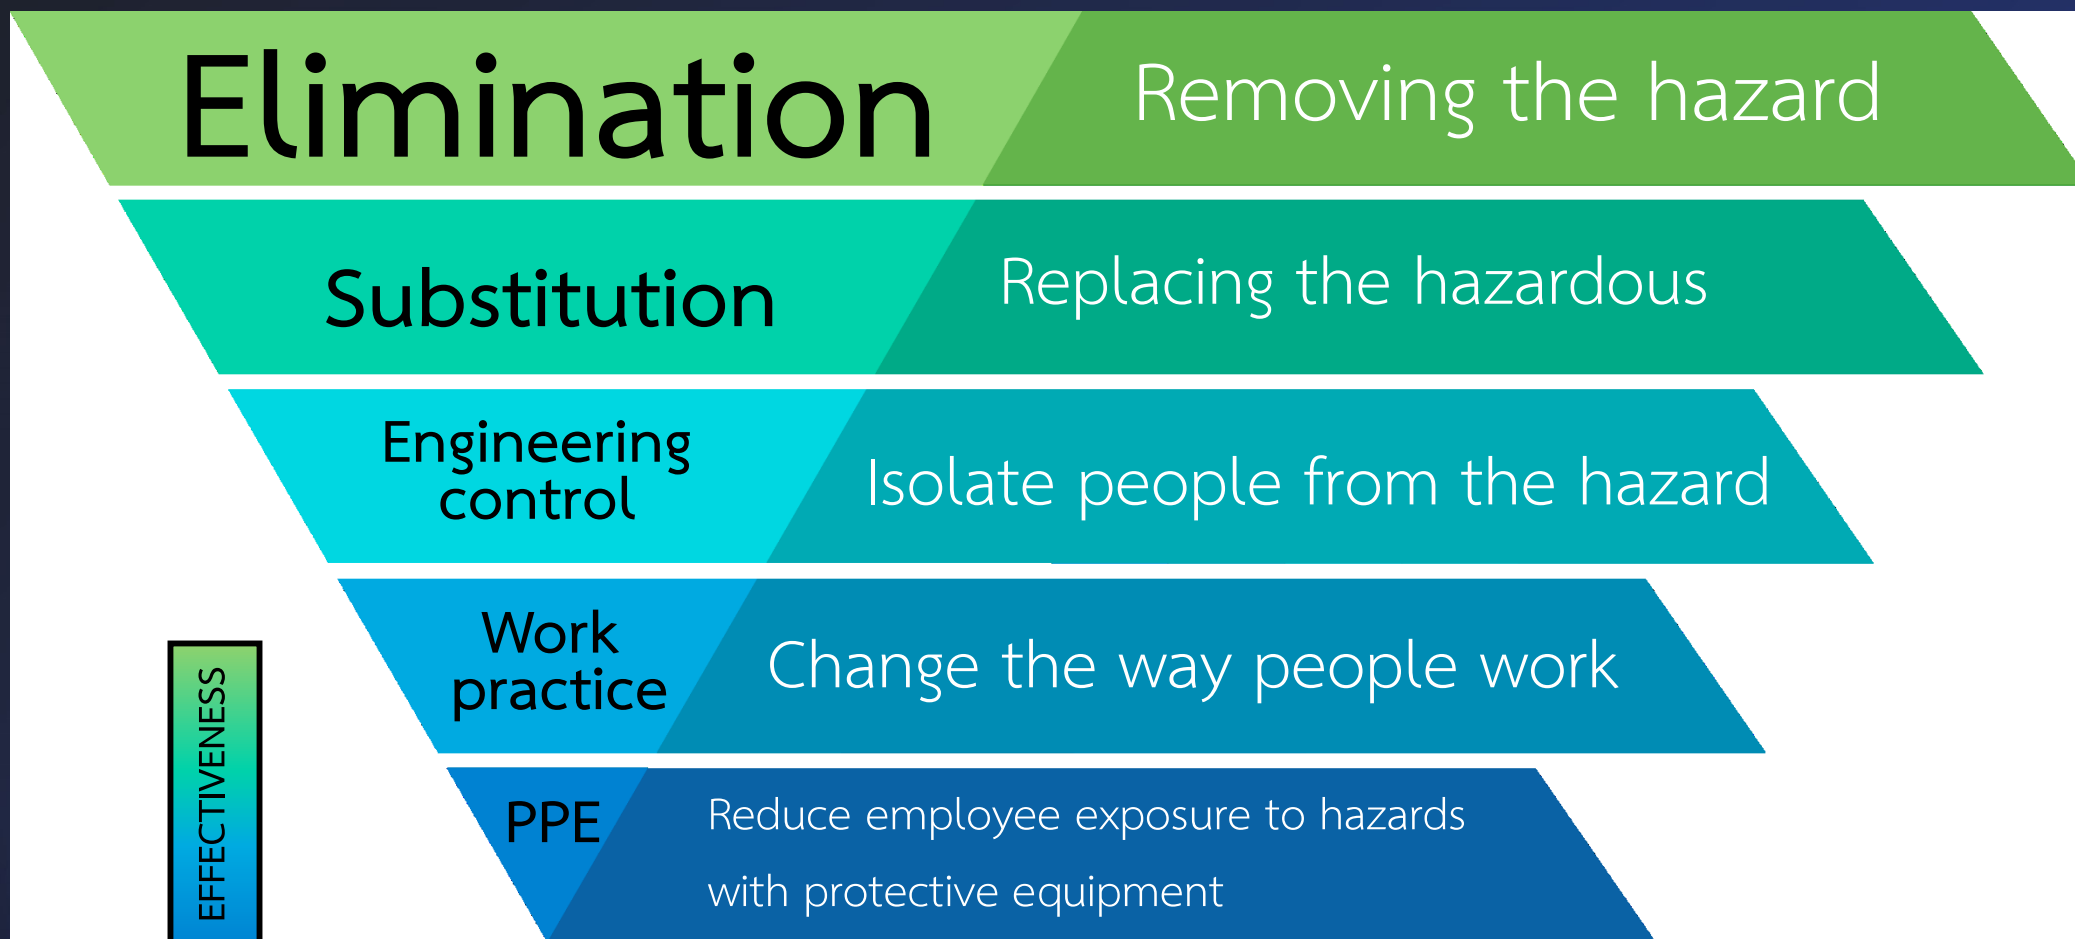 Elimination
Removing the hazard
Substitution
Replacing the hazardous
Engineering
control
Isolate people from the hazard
Work
practice
Change the way people work
PPE
Reduce employee exposure to hazards
with protective equipment
EFFECTIVENESS